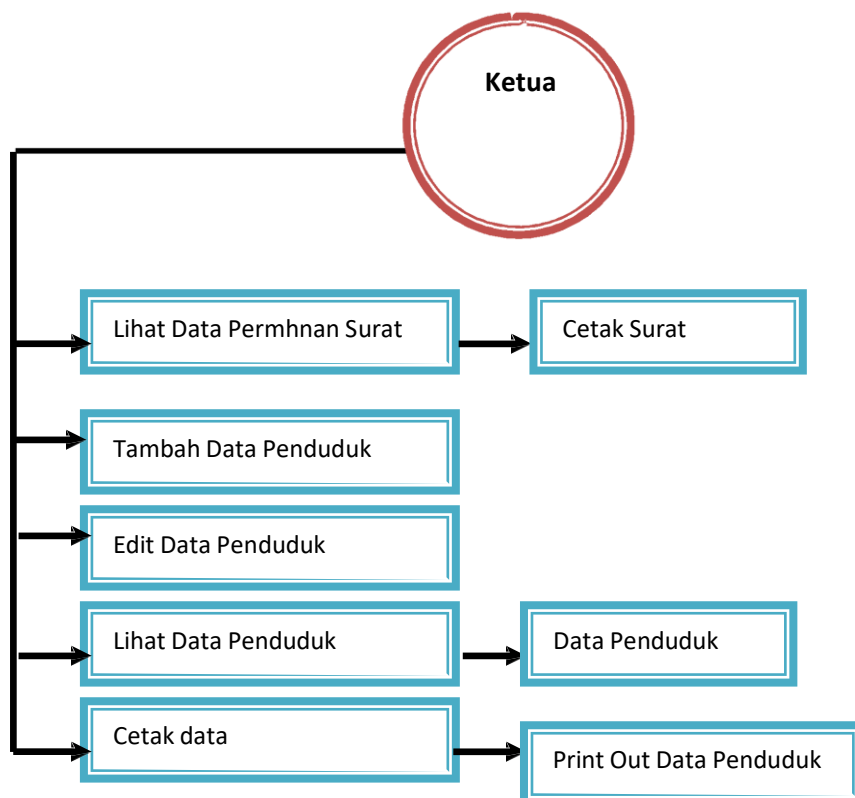 Ketua
Lihat Data Permhnan Surat
Cetak Surat
Tambah Data Penduduk
Edit Data Penduduk
Lihat Data Penduduk
Data Penduduk
Cetak data
Print Out Data Penduduk